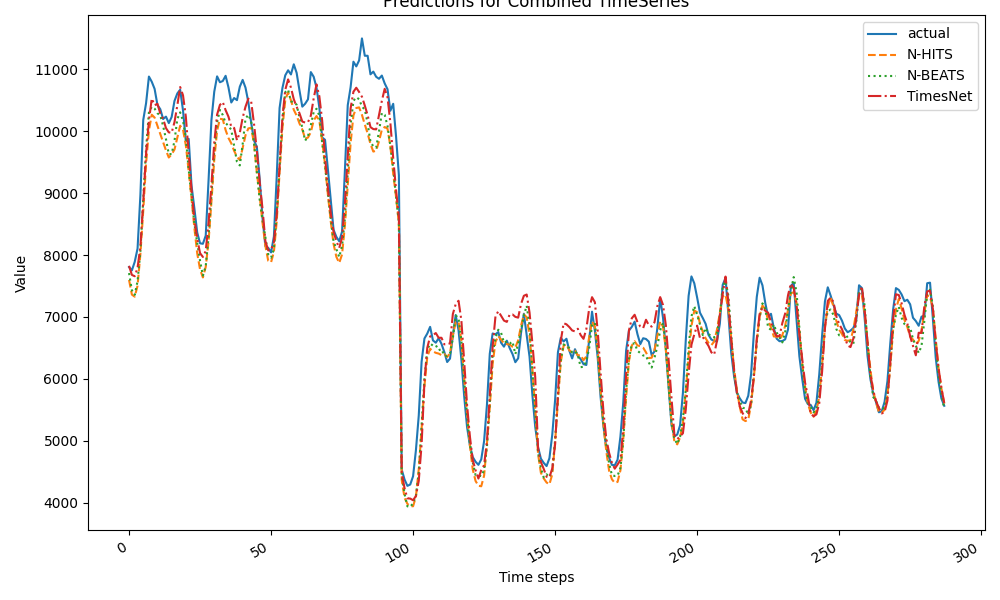 Predictions for Combined TimeSeries
actual
N-HITS
N-BEATS
TimesNet
11000
10000
9000
8000
7000
6000
5000
4000
Value
0
50
100
150
200
250
300
Time steps